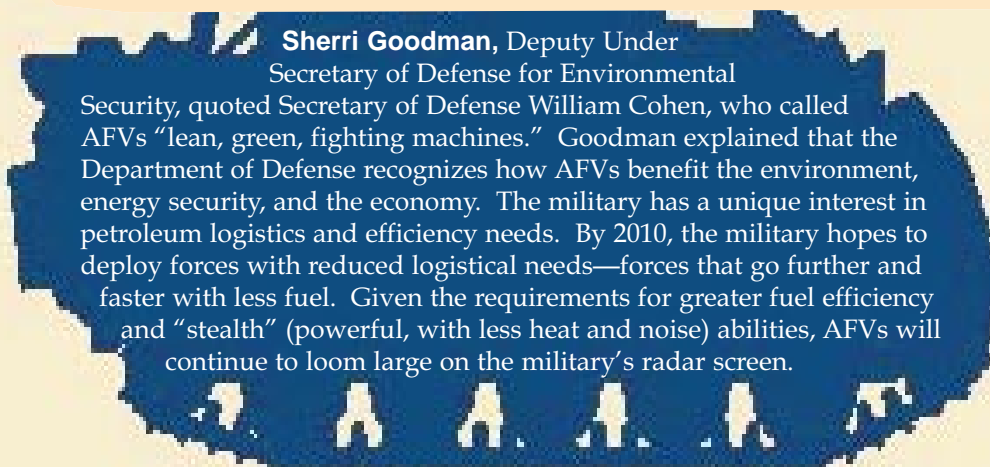 Sherri Goodman, Deputy Under
Secretary of Defense for Environmental
Security, quoted Secretary of Defense William Cohen, who called
AFVs “lean, green, fighting machines.”  Goodman explained that the
Department of Defense recognizes how AFVs benefit the environment,
energy security, and the economy.  The military has a unique interest in
petroleum logistics and efficiency needs.  By 2010, the military hopes to
deploy forces with reduced logistical needs—forces that go further and
faster with less fuel.  Given the requirements for greater fuel efficiency
and “stealth” (powerful, with less heat and noise) abilities, AFVs will
continue to loom large on the military’s radar screen.